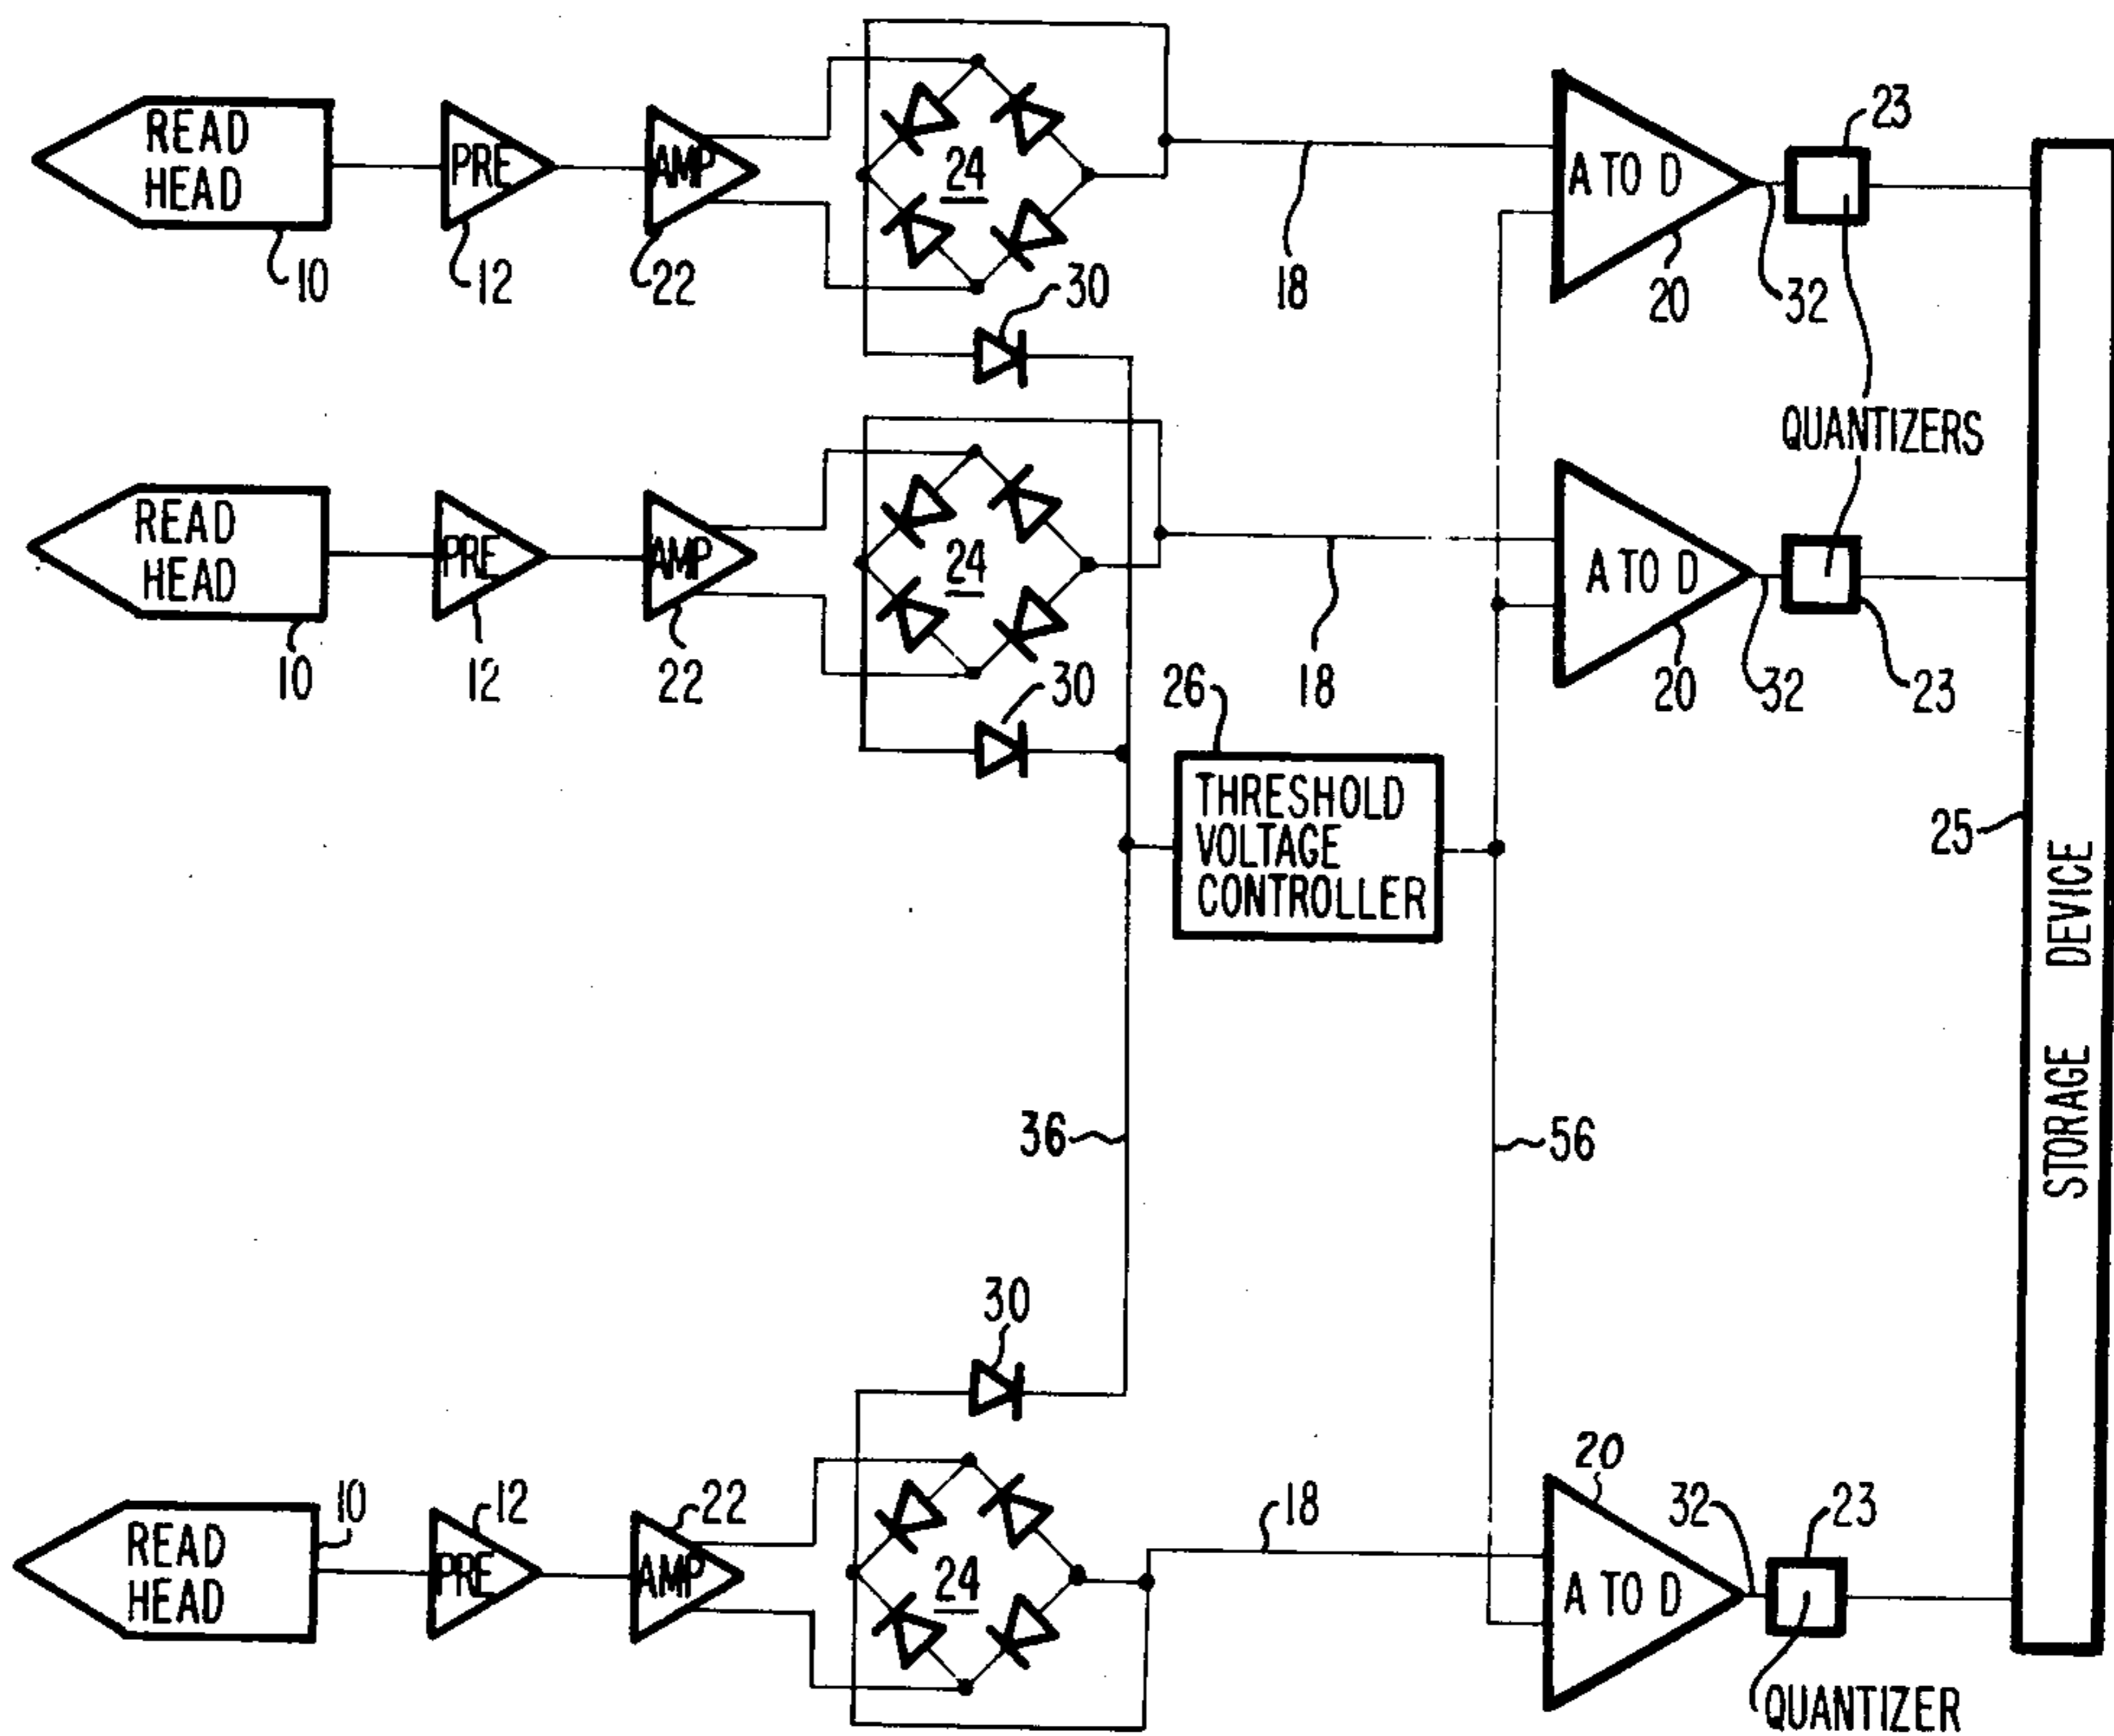 READ
HEAD
10
PRE
12
AMP
22
24
30
18
A TO D
20
32
23
QUANTIZERS
READ
HEAD
10
PRE
12
AMP
22
24
30
18
A TO D
20
32
23
26
THRESHOLD
VOLTAGE
CONTROLLER
36
56
25
STORAGE DEVICE
30
READ
HEAD
10
PRE
12
AMP
22
24
18
A TO D
20
32
23
QUANTIZER